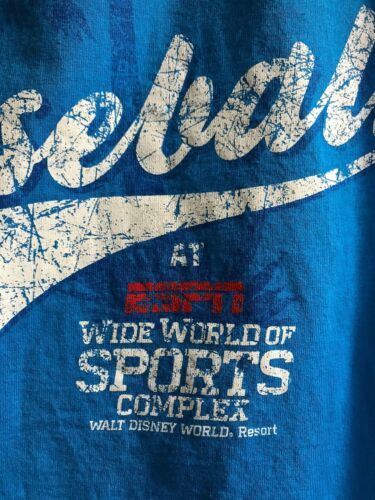 seball
AT
ESPN
WIDE WORLD OF
SPORTS
COMPLEX
WALT DISNEY WORLD® Resort